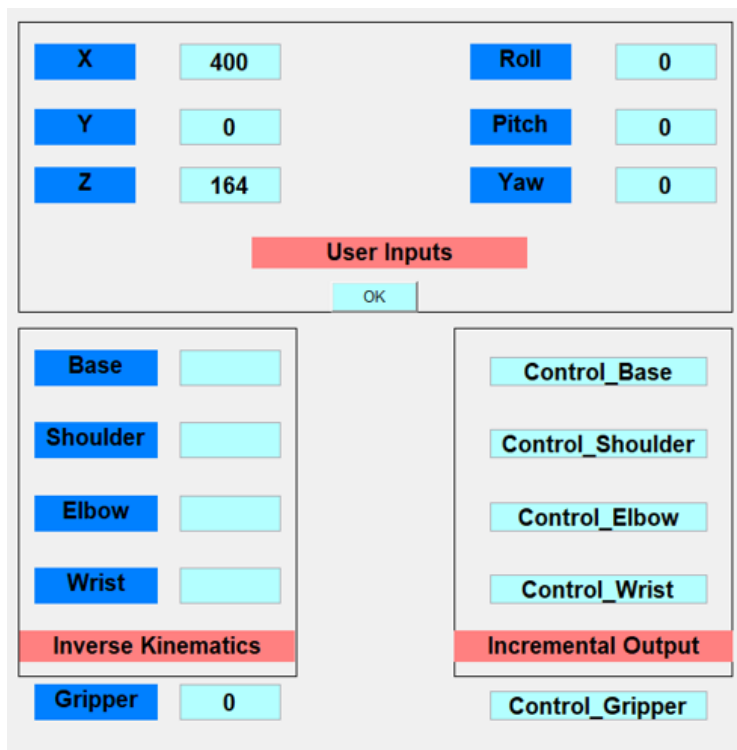 X 400 Roll 0
Y 0 Pitch 0
Z 164 Yaw 0
User Inputs
OK
Base Control_Base
Shoulder Control_Shoulder
Elbow Control_Elbow
Wrist Control_Wrist
Inverse Kinematics Incremental Output
Gripper 0 Control_Gripper